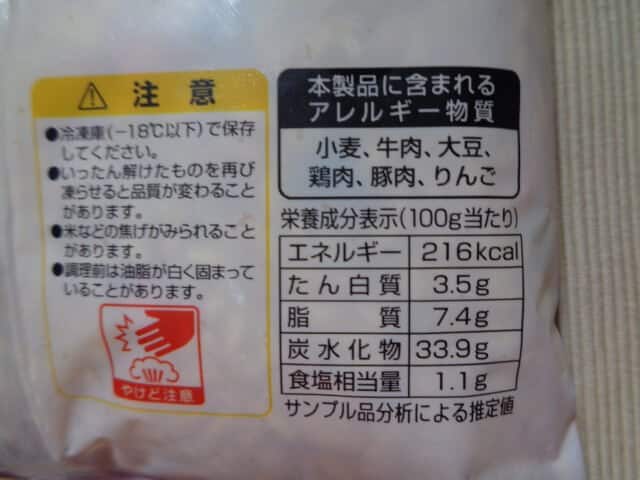 注意
●冷凍庫(−18℃以下)で保存
してください。
●いったん解けたものを再び
凍らせると品質が変わること
があります。
●米などの焦げがみられること
があります。
●調理前は油脂が白く固まって
いることがあります。
やけど注意
本製品に含まれる
アレルギー物質
小麦、牛肉、大豆、
鶏肉、豚肉、りんご
栄養成分表示(100g当たり)
エネルギー 216kcal
たん白質 3.5g
脂質 7.4g
炭水化物 33.9g
食塩相当量 1.1g
サンプル品分析による推定値